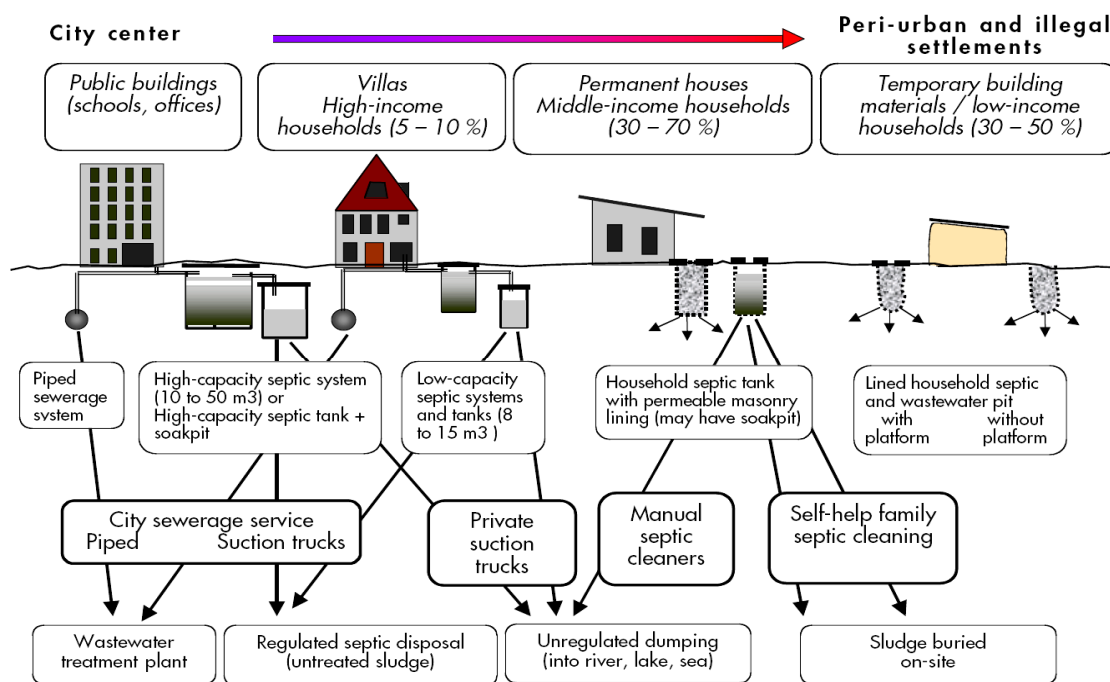 City center
Peri-urban and illegal
settlements
Public buildings
(schools, offices)
Villas
High-income
households (5 – 10 %)
Permanent houses
Middle-income households
(30 – 70 %)
Temporary building
materials / low-income
households (30 – 50 %)
Piped
sewerage
system
High-capacity septic system
(10 to 50 m3) or
High-capacity septic tank +
soakpit
Low-capacity
septic systems
and tanks (8
to 15 m3 )
Household septic tank
with permeable masonry
lining (may have soakpit)
Lined household septic
and wastewater pit
with without
platform platform
City sewerage service
Piped Suction trucks
Private
suction
trucks
Manual
septic
cleaners
Self-help family
septic cleaning
Wastewater
treatment plant
Regulated septic disposal
(untreated sludge)
Unregulated dumping
(into river, lake, sea)
Sludge buried
on-site